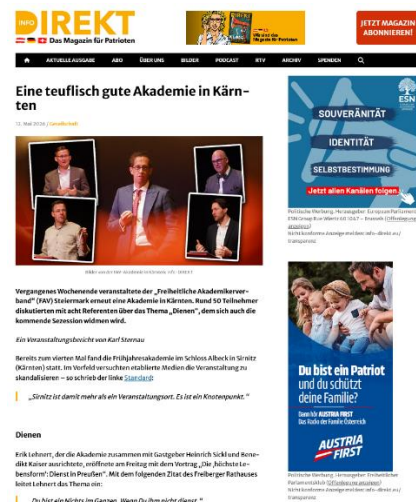 INFO
DIREKT
Das Magazin für Patrioten
JETZT MAGAZIN
ABONNIEREN!
AKTUELLE AUSGABE ABO ÜBER UNS BILDER PODCAST RTV ARCHIV SPENDEN
Eine teuflisch gute Akademie in Kärn-
ten
Vergangenes Wochenende veranstaltete der „Freiheitliche Akademikerver-
band“ (FAV) Steiermark erneut eine Akademie in Kärnten. Rund 50 Teilnehmer
diskutierten mit acht Referenten über das Thema „Dienen“, dem sich auch die
kommende Sezession widmen wird.
Ein Veranstaltungsbericht von Karl Sternau
Bereits zum vierten Mal fand die Frühjahrsakademie im Schloss Albeck in Sirnitz
(Kärnten) statt. Im Vorfeld versuchten etablierte Medien die Veranstaltung zu
skandalisieren – so schrieb der linke Standard:
„Sirnitz ist damit mehr als ein Veranstaltungsort. Es ist ein Knotenpunkt.“
Dienen
Erik Lehnert, der die Akademie zusammen mit Gastgeber Heinrich Sickl und Bene-
dikt Kaiser ausrichtete, eröffnete am Freitag mit dem Vortrag „Die ‚höchste Le-
bensform‘: Dienst in Preußen“. Mit dem folgenden Zitat des Freiberger Rathauses
leitet Lehnert das Thema ein:
„Du bist ein Nichts im Ganzen, Wenn Du ihm nicht dienst.“
ESN
SOUVERÄNITÄT
IDENTITÄT
SELBSTBESTIMMUNG
Jetzt allen Kanälen folgen
Du bist ein Patriot
und du schützt
deine Familie?
Dann hör AUSTRIA FIRST
Das Radio der Familie Österreich
AUSTRIA
FIRST